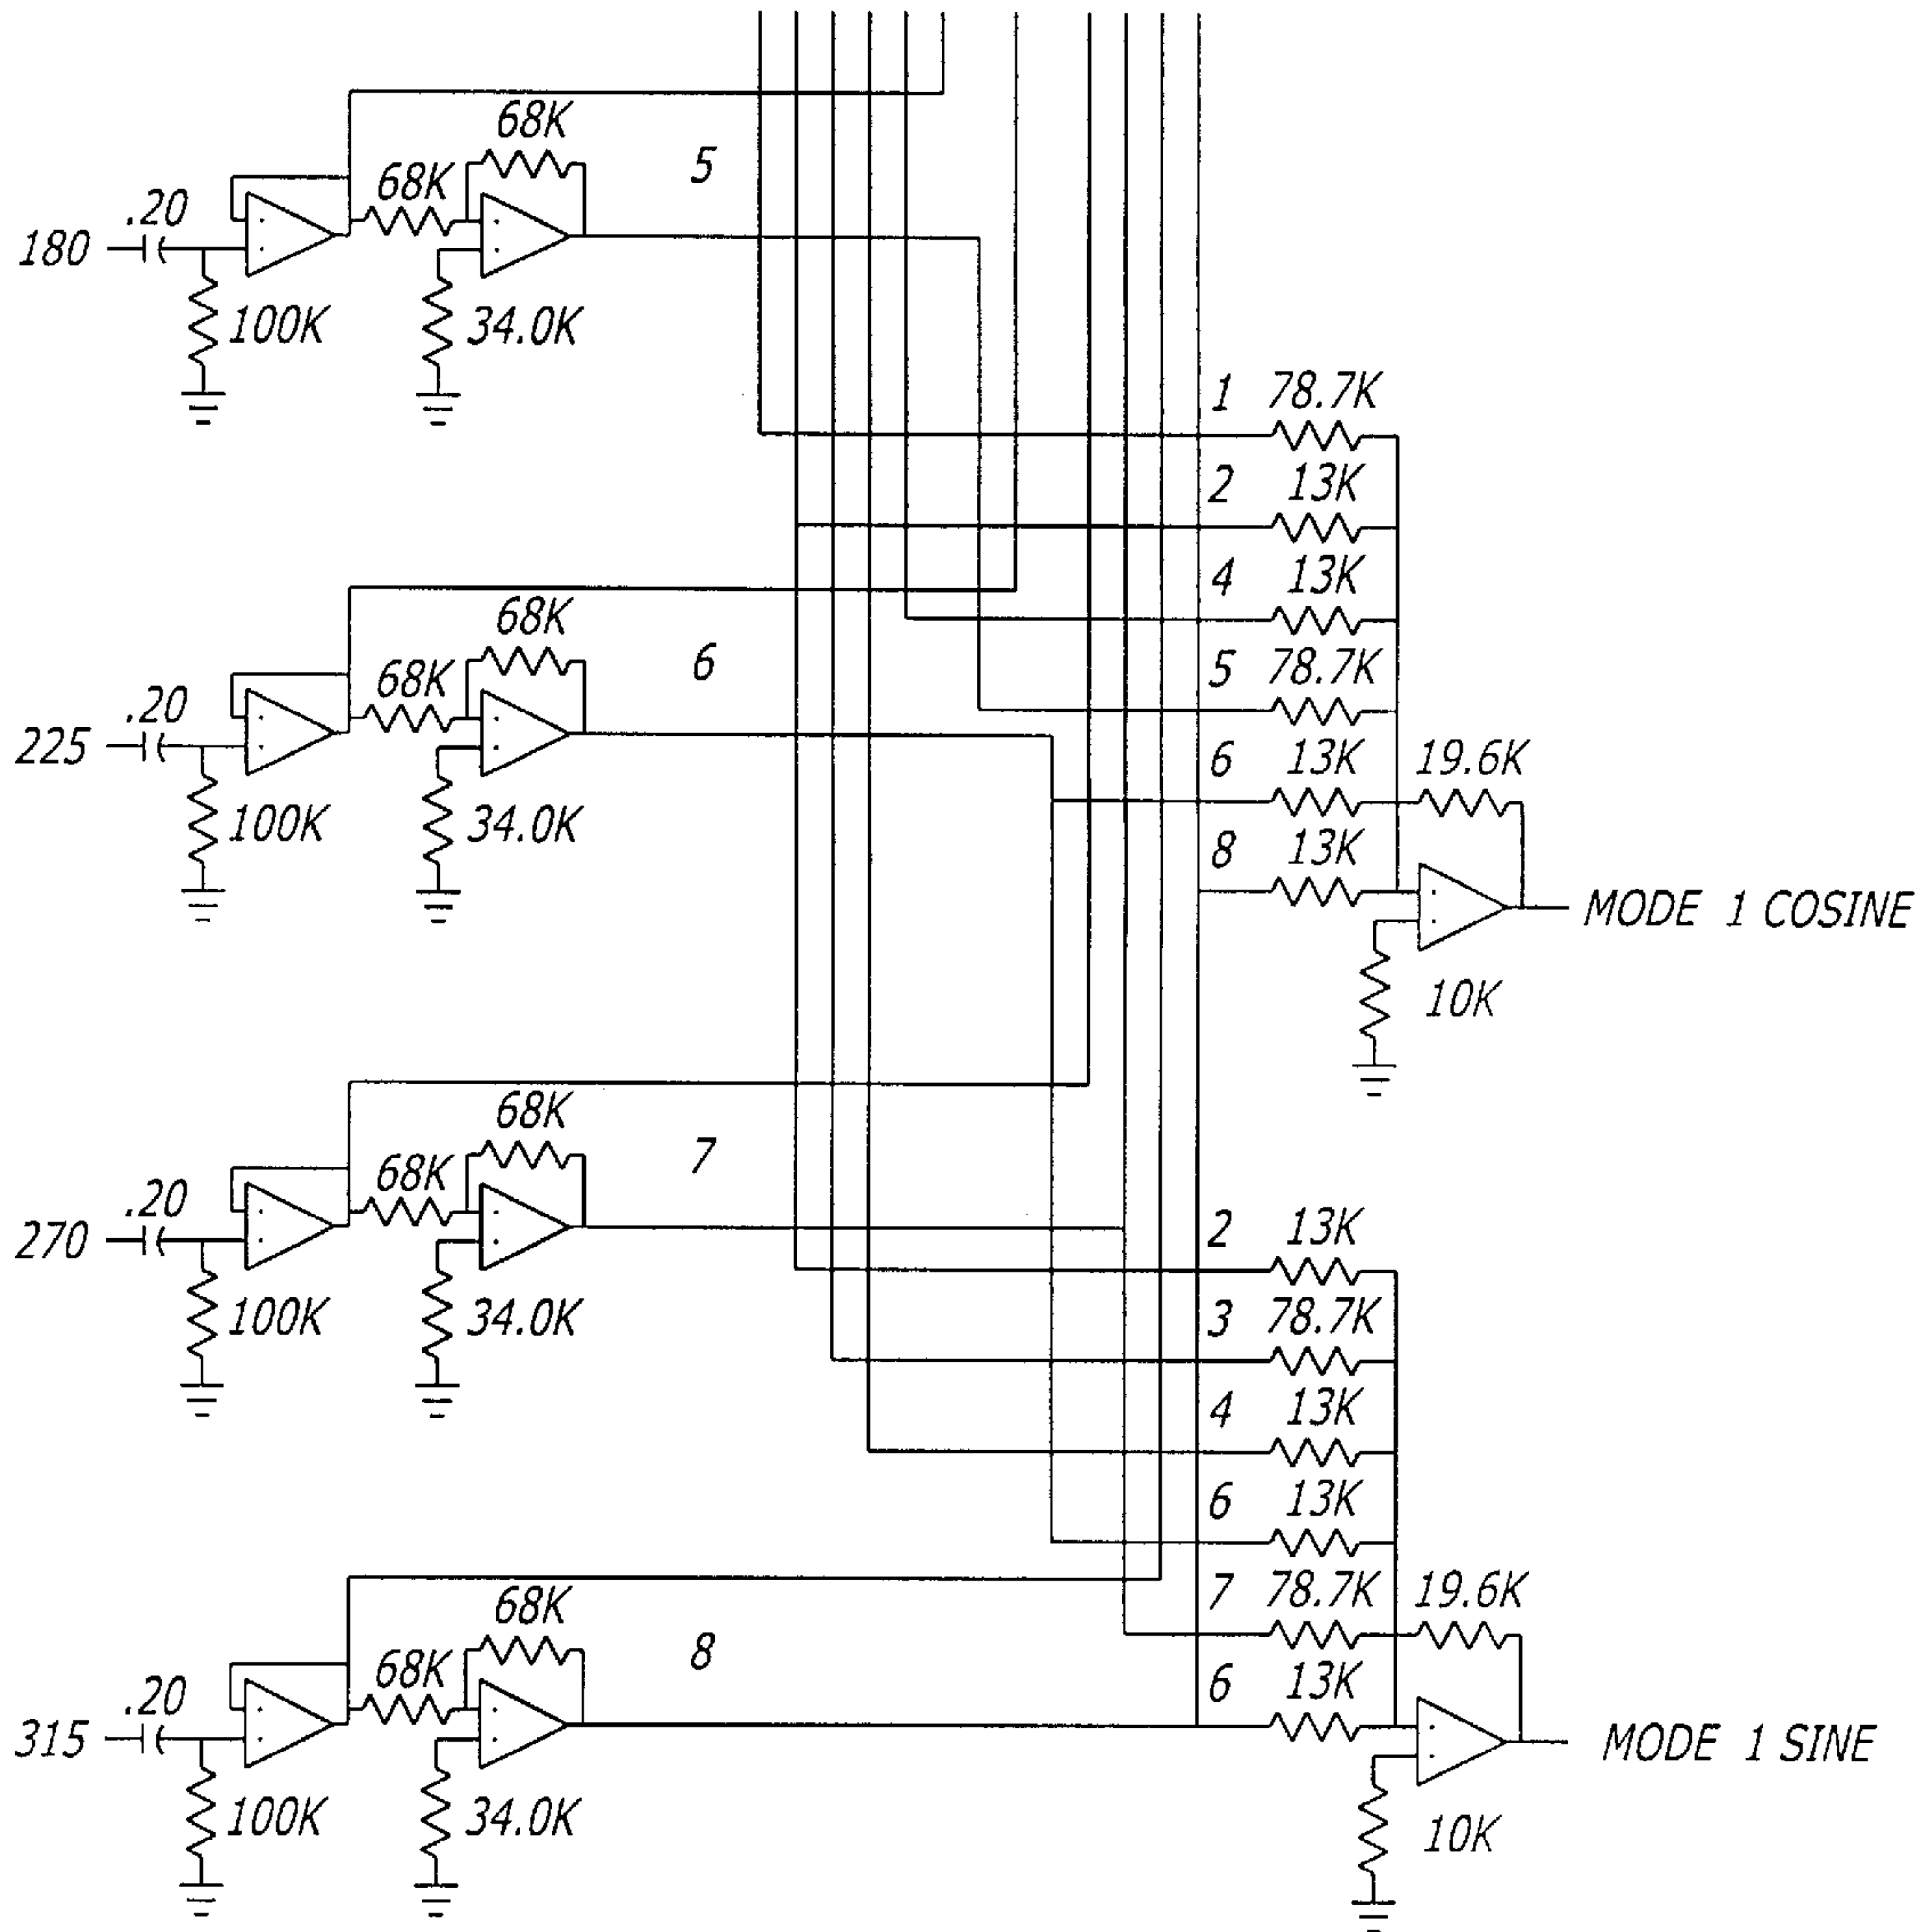 68K
5
68K
.20
180
100K
34.0K
1 78.7K
2 13K
4 13K
68K
6
5 78.7K
68K
.20
225
6 13K 19.6K
100K
34.0K
8 13K
MODE 1 COSINE
10K
68K
7
68K
.20
270
2 13K
100K
34.0K
3 78.7K
4 13K
6 13K
68K
7 78.7K 19.6K
8
68K
6 13K
.20
315
MODE 1 SINE
100K
34.0K
10K